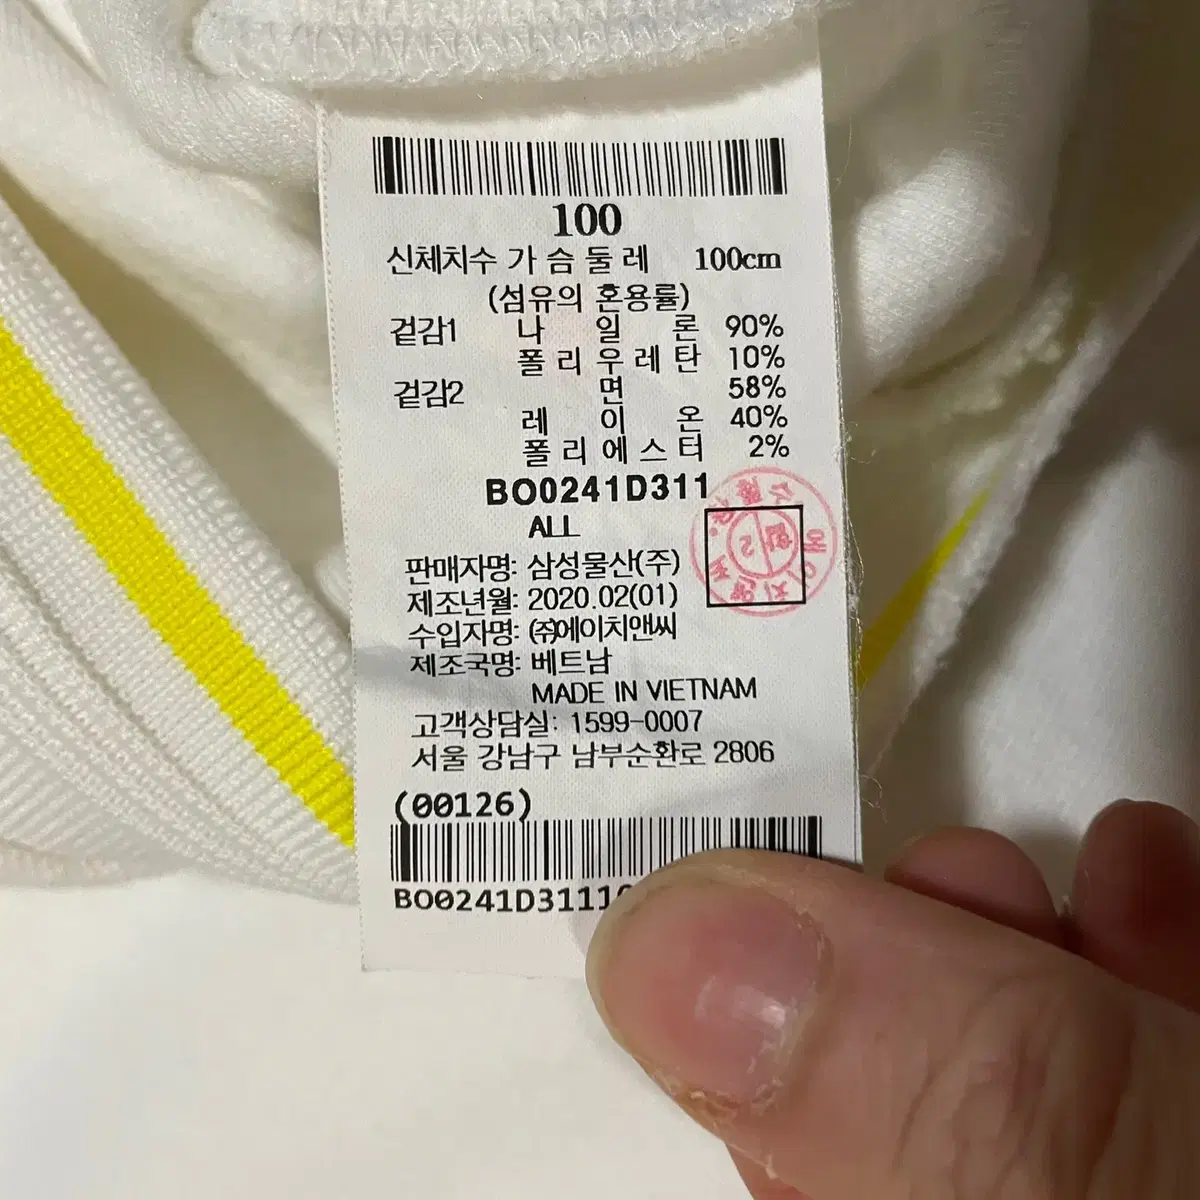 100
신체치수 가 슴 둘 레 100cm
(섬유의 혼용률)
겉감1 나 일 론 90%
폴 리 우 레 탄 10%
겉감2 면 58%
레 이 온 40%
폴 리 에 스 터 2%
BO0241D311
ALL
판매자명: 삼성물산(주)
제조년월: 2020.02(01)
수입자명: ㈜에이치앤씨
제조국명: 베트남
MADE IN VIETNAM
고객상담실: 1599-0007
서울 강남구 남부순환로 2806
(00126)